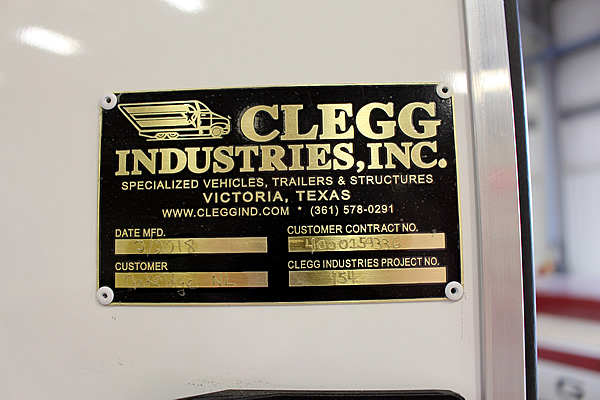 CLEGG
INDUSTRIES, INC.
SPECIALIZED VEHICLES, TRAILERS & STRUCTURES
VICTORIA, TEXAS
WWW.CLEGGIND.COM * (361) 578-0291
DATE MFD.
CUSTOMER CONTRACT NO.
CUSTOMER
CLEGG INDUSTRIES PROJECT NO.